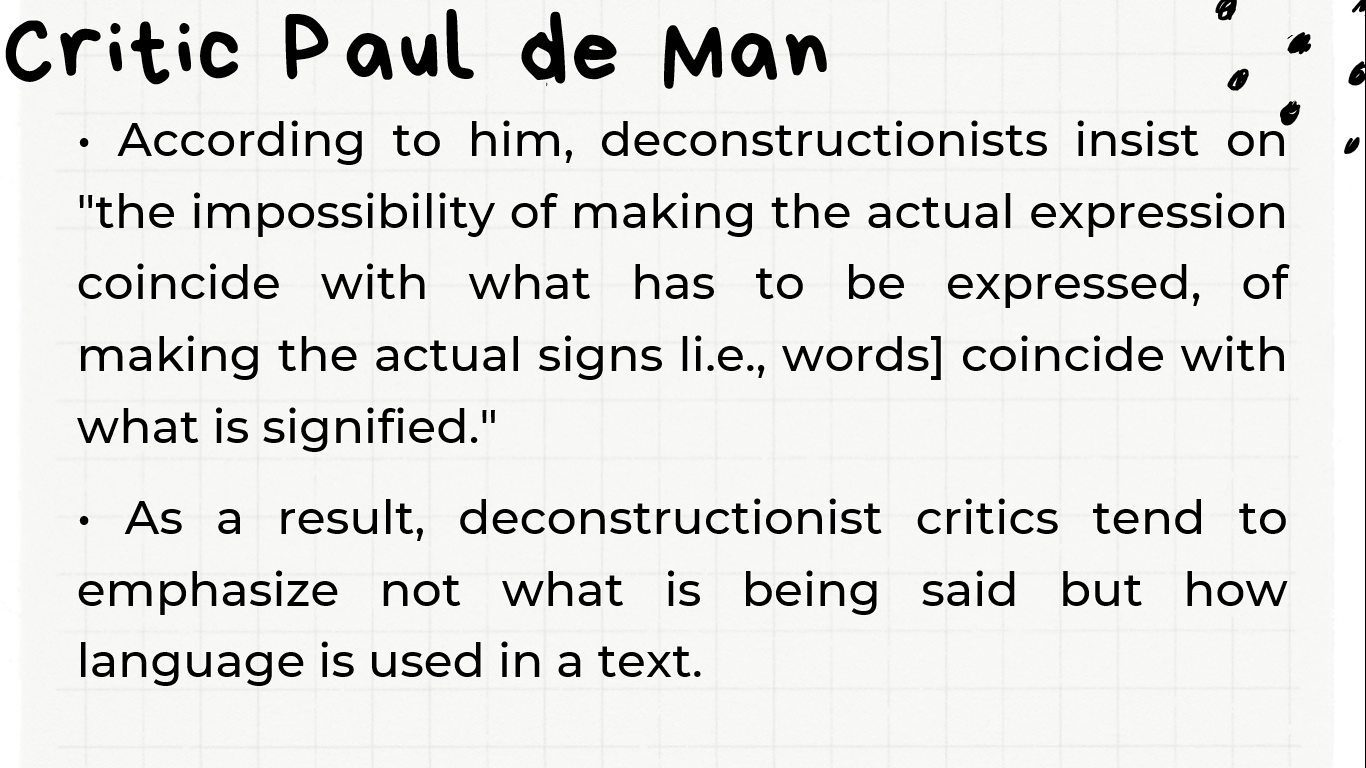 Critic Paul de Man
• According to him, deconstructionists insist on
"the impossibility of making the actual expression
coincide with what has to be expressed, of
making the actual signs li.e., words] coincide with
what is signified."
• As a result, deconstructionist critics tend to
emphasize not what is being said but how
language is used in a text.